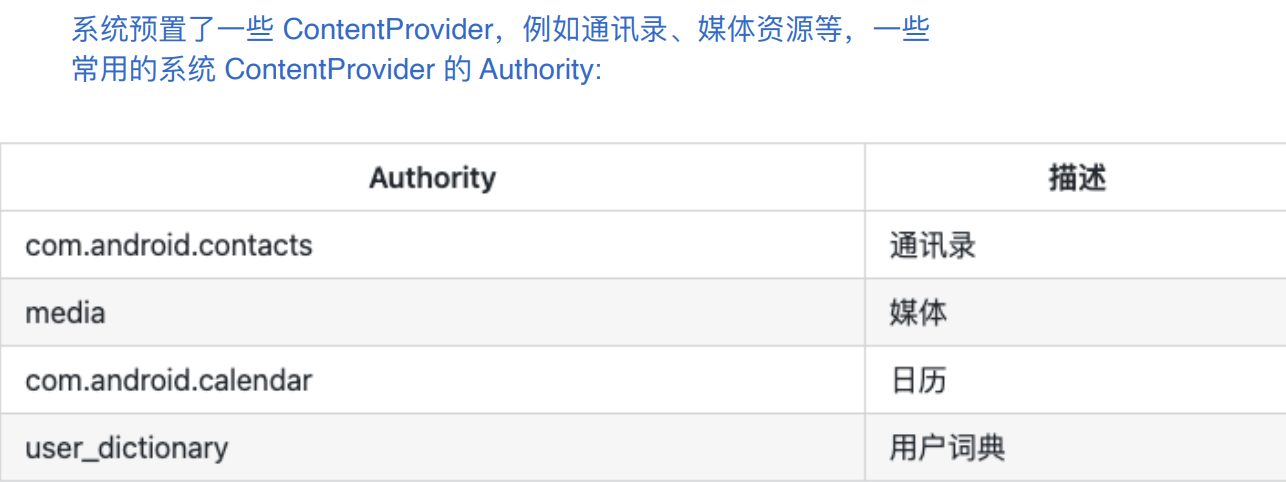 系统预置了一些 ContentProvider，例如通讯录、媒体资源等，一些
常用的系统 ContentProvider 的 Authority:
Authority 描述
com.android.contacts 通讯录
media 媒体
com.android.calendar 日历
user_dictionary 用户词典